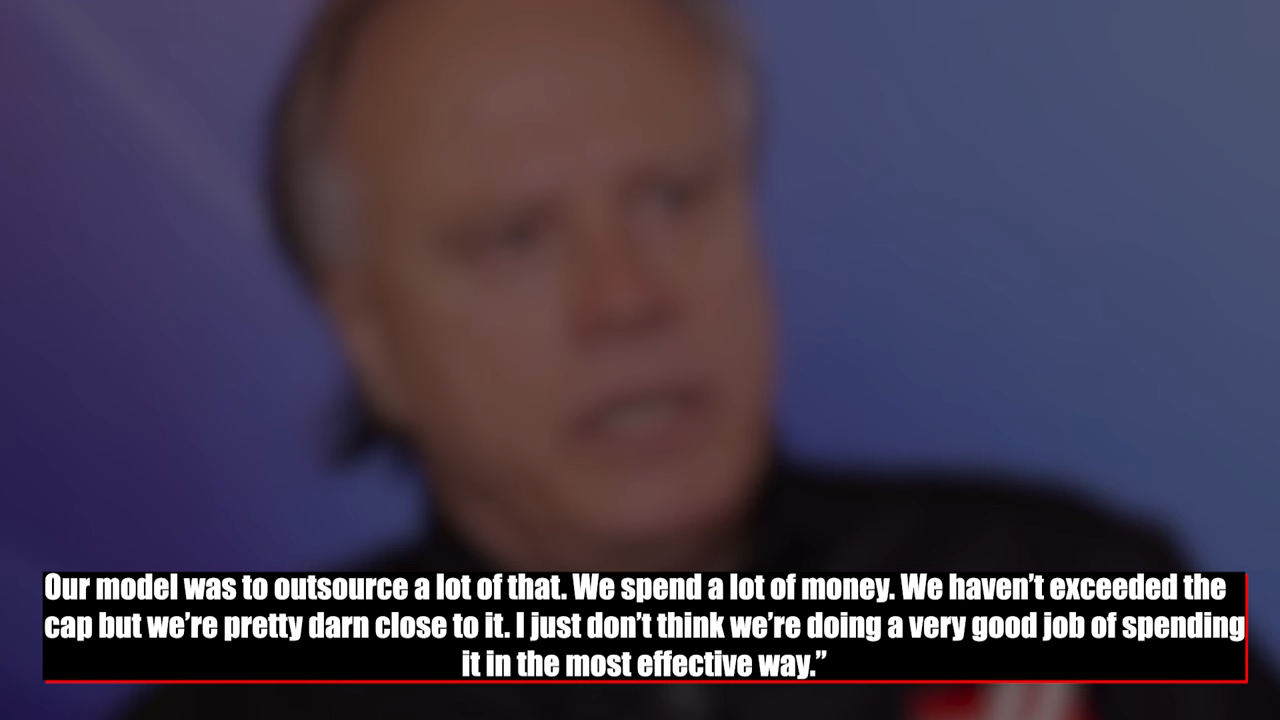 Our model was to outsource a lot of that. We spend a lot of money. We haven’t exceeded the
cap but we’re pretty darn close to it. I just don’t think we’re doing a very good job of spending
it in the most effective way.”